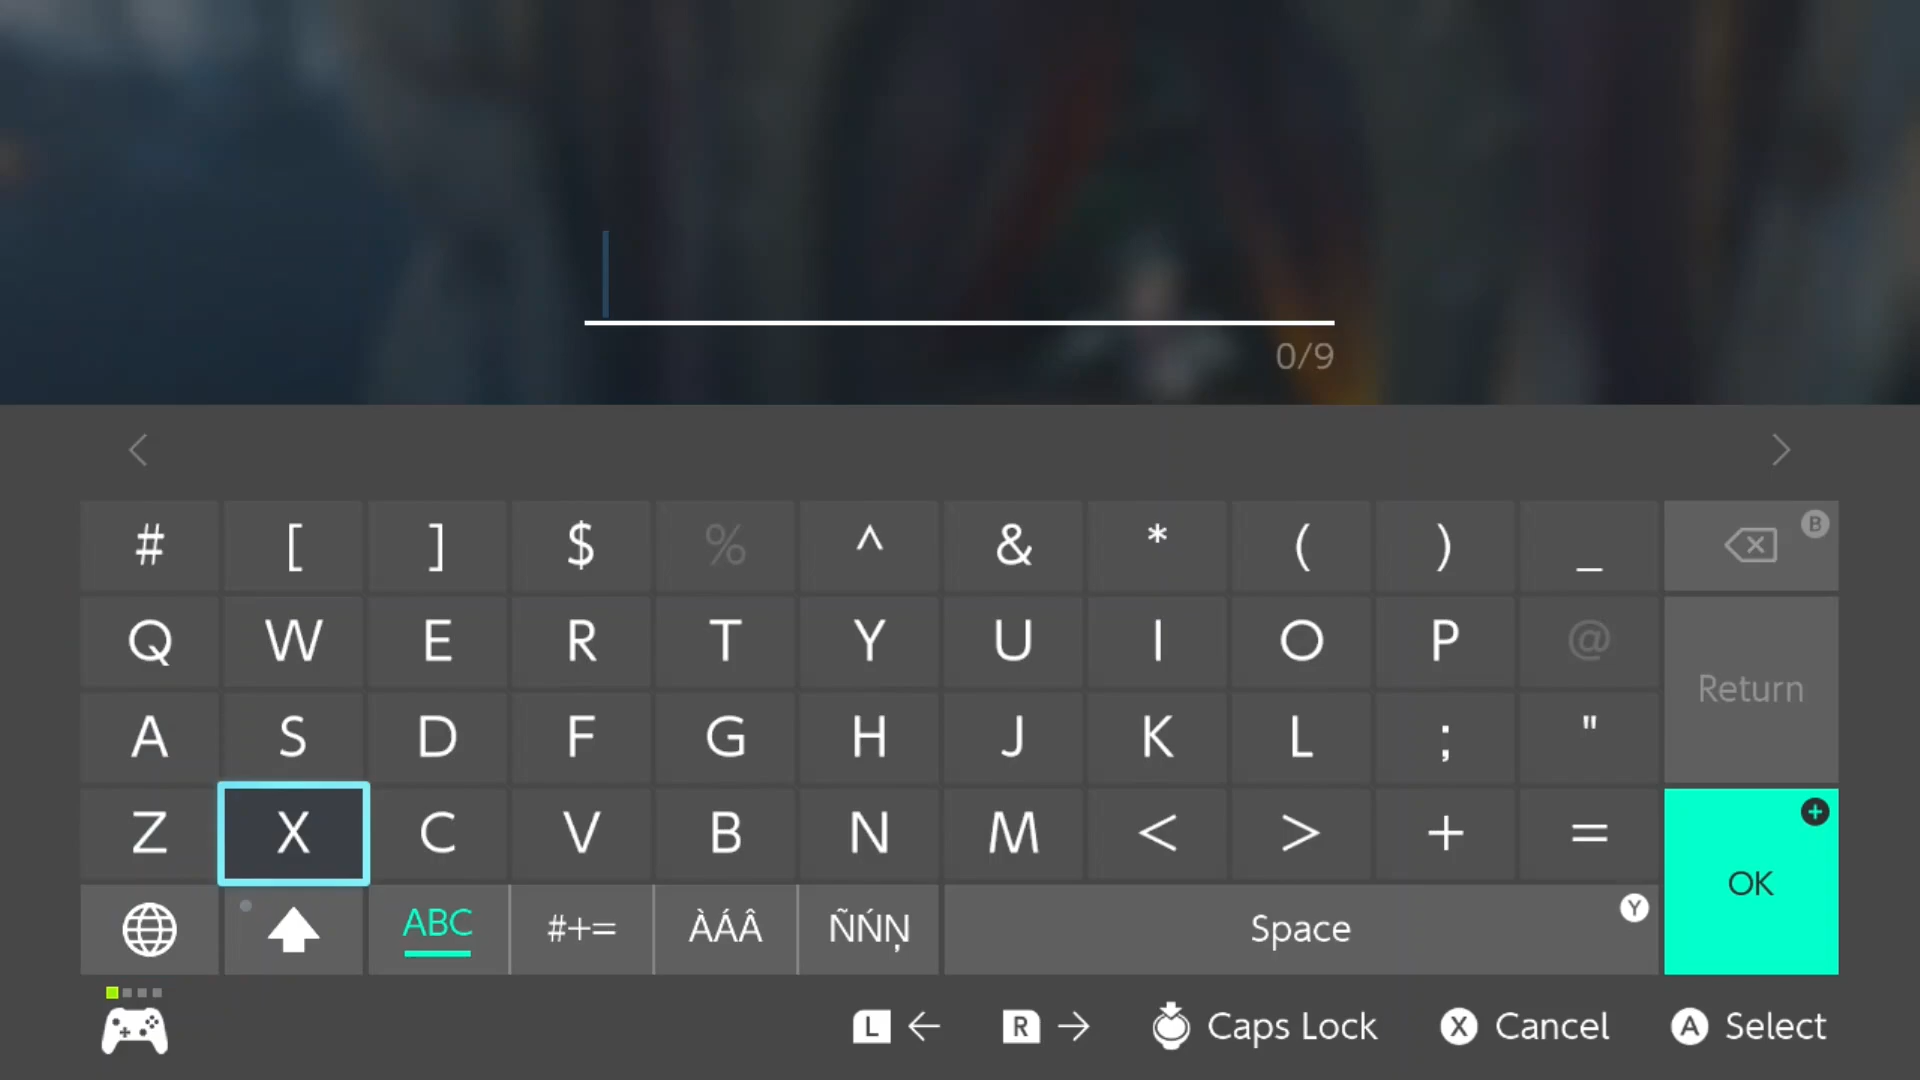 0/9
# [ ] $ % ^ & * ( ) _ B
Q W E R T Y U I O P @
Return
A S D F G H J K L ; "
Z X C V B N M < > + =
OK
ABC #+= ÀÁÂ ÑŃŅ Space Y
L ← R → Caps Lock X Cancel A Select